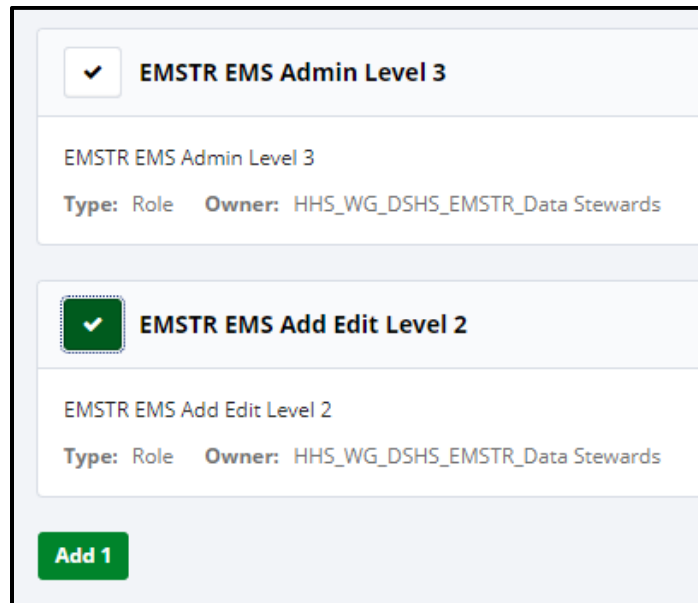 EMSTR EMS Admin Level 3
EMSTR EMS Admin Level 3
Type: Role Owner: HHS_WG_DSHS_EMSTR_Data Stewards
EMSTR EMS Add Edit Level 2
EMSTR EMS Add Edit Level 2
Type: Role Owner: HHS_WG_DSHS_EMSTR_Data Stewards
Add 1